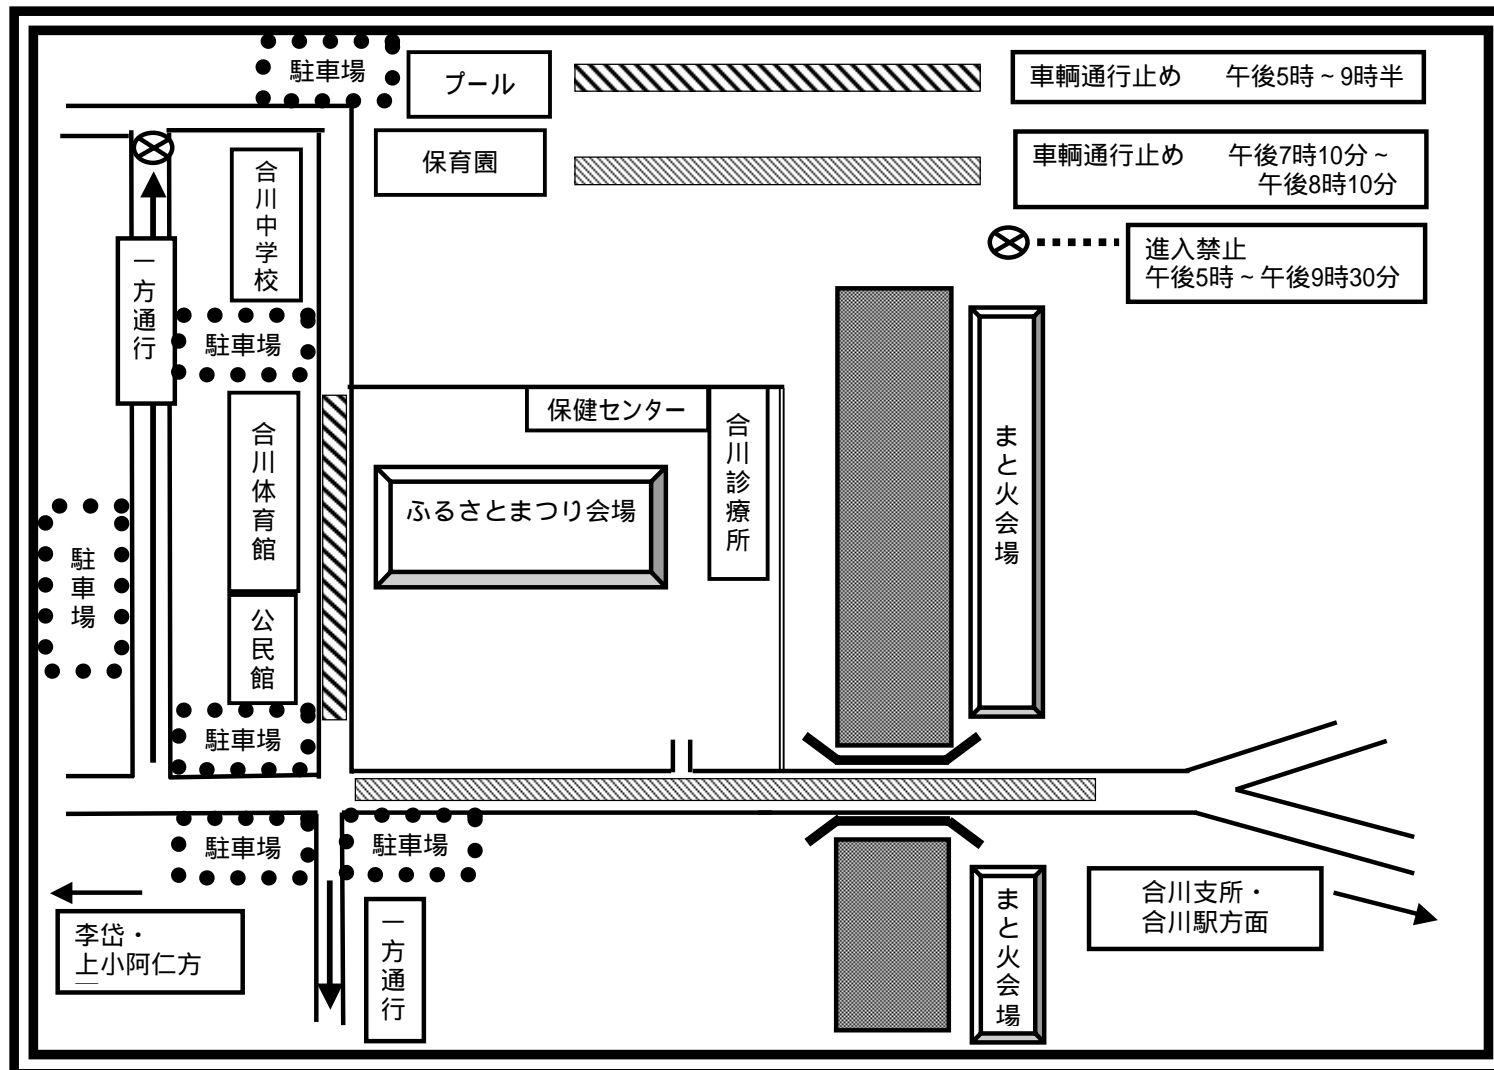 駐車場
プール
車輌通行止め 午後5時～9時半
保育園
車輌通行止め 午後7時10分～
午後8時10分
合川中学校
進入禁止
午後5時～午後9時30分
一方通行
駐車場
保健センター
合川診療所
合川体育館
まと火会場
ふるさとまつり会場
駐車場
公民館
駐車場
駐車場
駐車場
合川支所・
合川駅方面
李岱・
上小阿仁方
一方通行
まと火会場